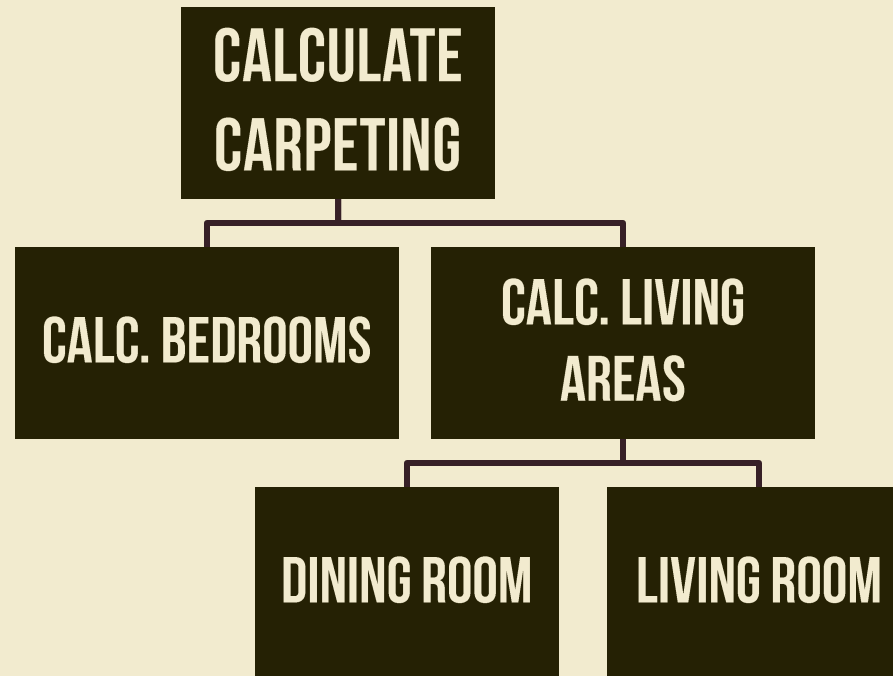 CALCULATE
CARPETING
CALC. BEDROOMS
CALC. LIVING
AREAS
DINING ROOM
LIVING ROOM